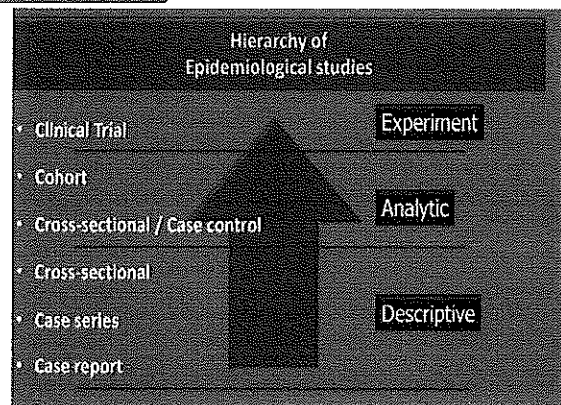 Hierarchy of
Epidemiological studies
• Clinical Trial
Experiment
• Cohort
Analytic
• Cross-sectional / Case control
• Cross-sectional
• Case series
Descriptive
• Case report